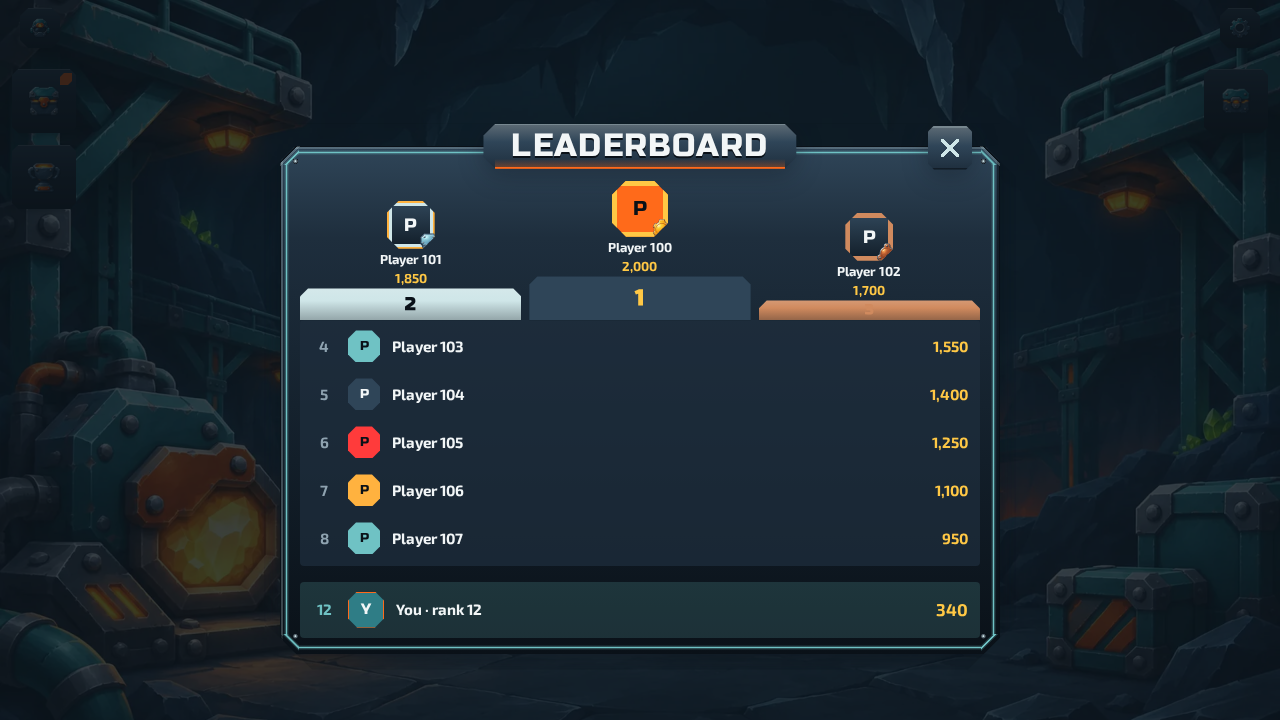 LEADERBOARD
P
Player 101
1,850
2
P
Player 100
2,000
1
P
Player 102
1,700
3
4 P Player 103 1,550
5 P Player 104 1,400
6 P Player 105 1,250
7 P Player 106 1,100
8 P Player 107 950
12 Y You · rank 12 340